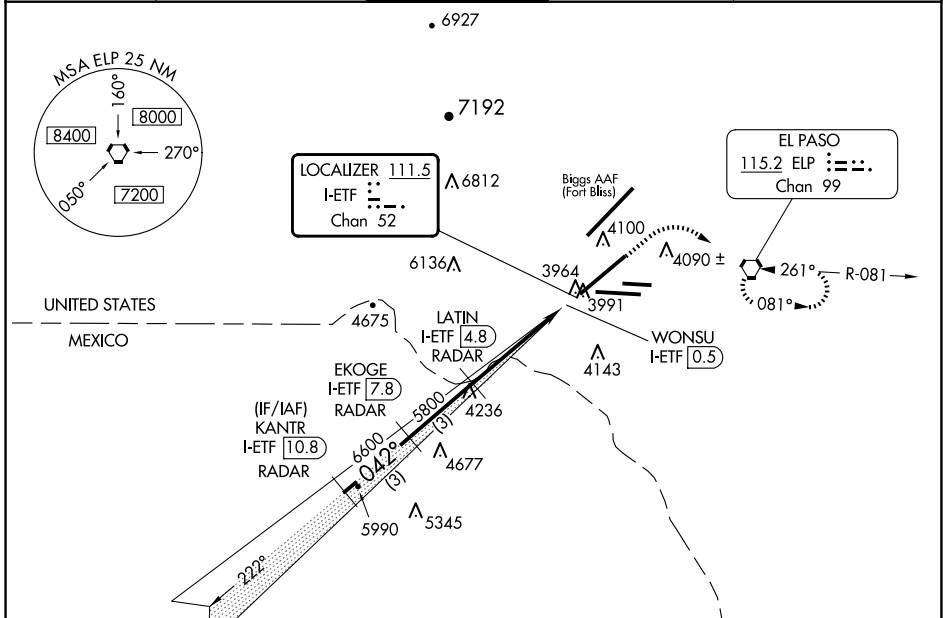 6927
MSA ELP 25 NM
160°
8000
8400
270°
050°
7200
7192
LOCALIZER 111.5
I-ETF
Chan 52
6812
Biggs AAF
(Fort Bliss)
EL PASO
115.2 ELP
Chan 99
4100
4090 ±
6136
3964
3991
261°
R-081
081°
UNITED STATES
MEXICO
4675
LATIN
I-ETF 4.8
RADAR
WONSU
I-ETF 0.5
4143
EKOGE
I-ETF 7.8
RADAR
5800
(3)
4236
(IF/IAF)
KANTR
I-ETF 10.8
RADAR
6600
042°
(3)
4677
5990
5345
222°